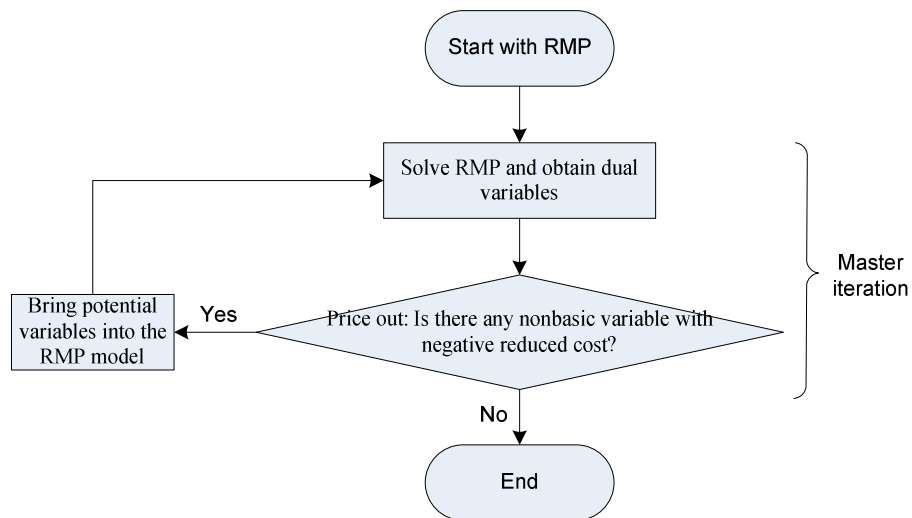 Start with RMP
Solve RMP and obtain dual
variables
Master
iteration
Bring potential
variables into the
RMP model
Yes
Price out: Is there any nonbasic variable with
negative reduced cost?
No
End